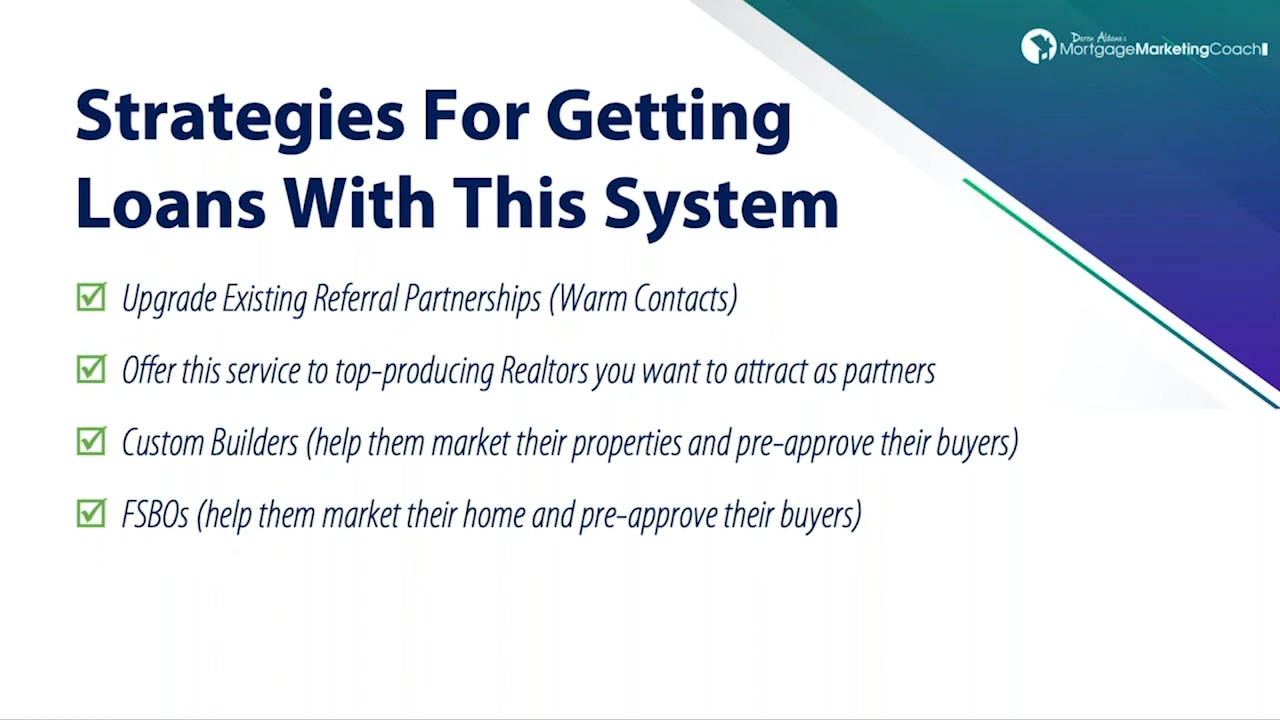 Doren Aldana's
MortgageMarketingCoach
Strategies For Getting
Loans With This System
Upgrade Existing Referral Partnerships (Warm Contacts)
Offer this service to top-producing Realtors you want to attract as partners
Custom Builders (help them market their properties and pre-approve their buyers)
FSBOs (help them market their home and pre-approve their buyers)